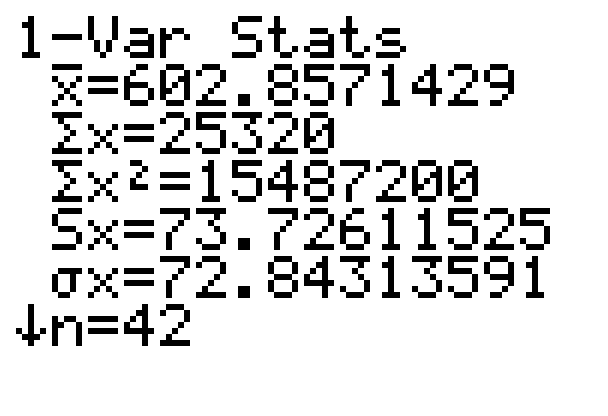 1-Var Stats
x̄=602.8571429
Σx=25320
Σx²=15487200
Sx=73.72611525
σx=72.84313591
↓n=42